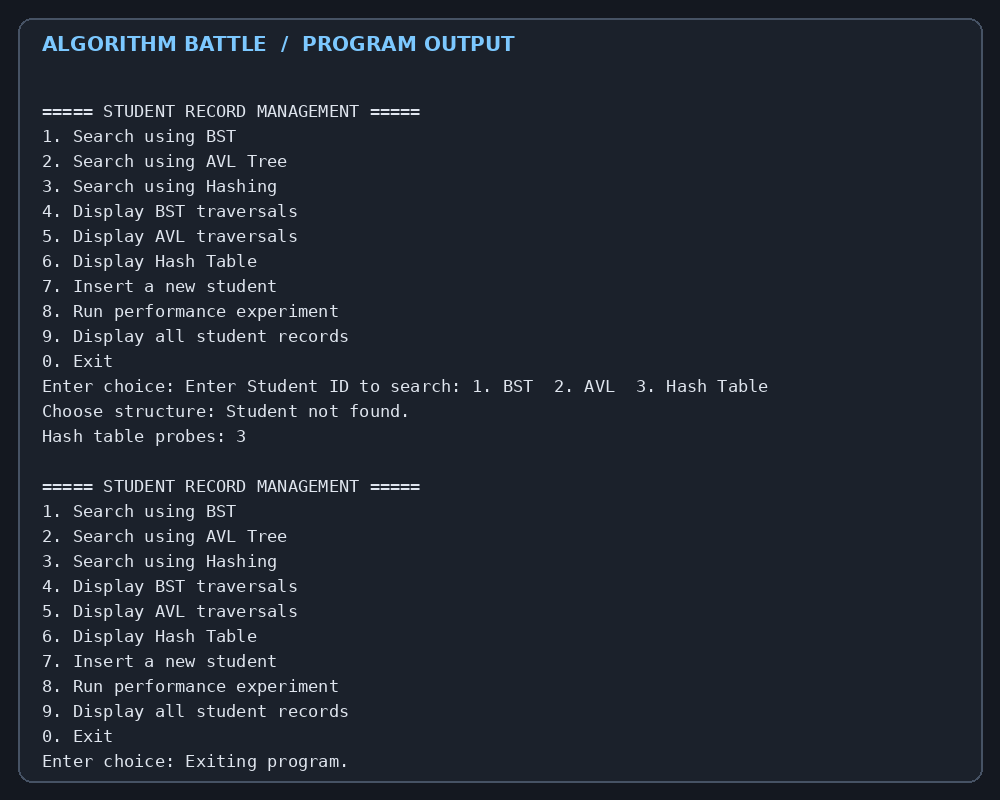 ALGORITHM BATTLE / PROGRAM OUTPUT
===== STUDENT RECORD MANAGEMENT =====
1. Search using BST
2. Search using AVL Tree
3. Search using Hashing
4. Display BST traversals
5. Display AVL traversals
6. Display Hash Table
7. Insert a new student
8. Run performance experiment
9. Display all student records
0. Exit
Enter choice: Enter Student ID to search: 1. BST  2. AVL  3. Hash Table
Choose structure: Student not found.
Hash table probes: 3
===== STUDENT RECORD MANAGEMENT =====
1. Search using BST
2. Search using AVL Tree
3. Search using Hashing
4. Display BST traversals
5. Display AVL traversals
6. Display Hash Table
7. Insert a new student
8. Run performance experiment
9. Display all student records
0. Exit
Enter choice: Exiting program.